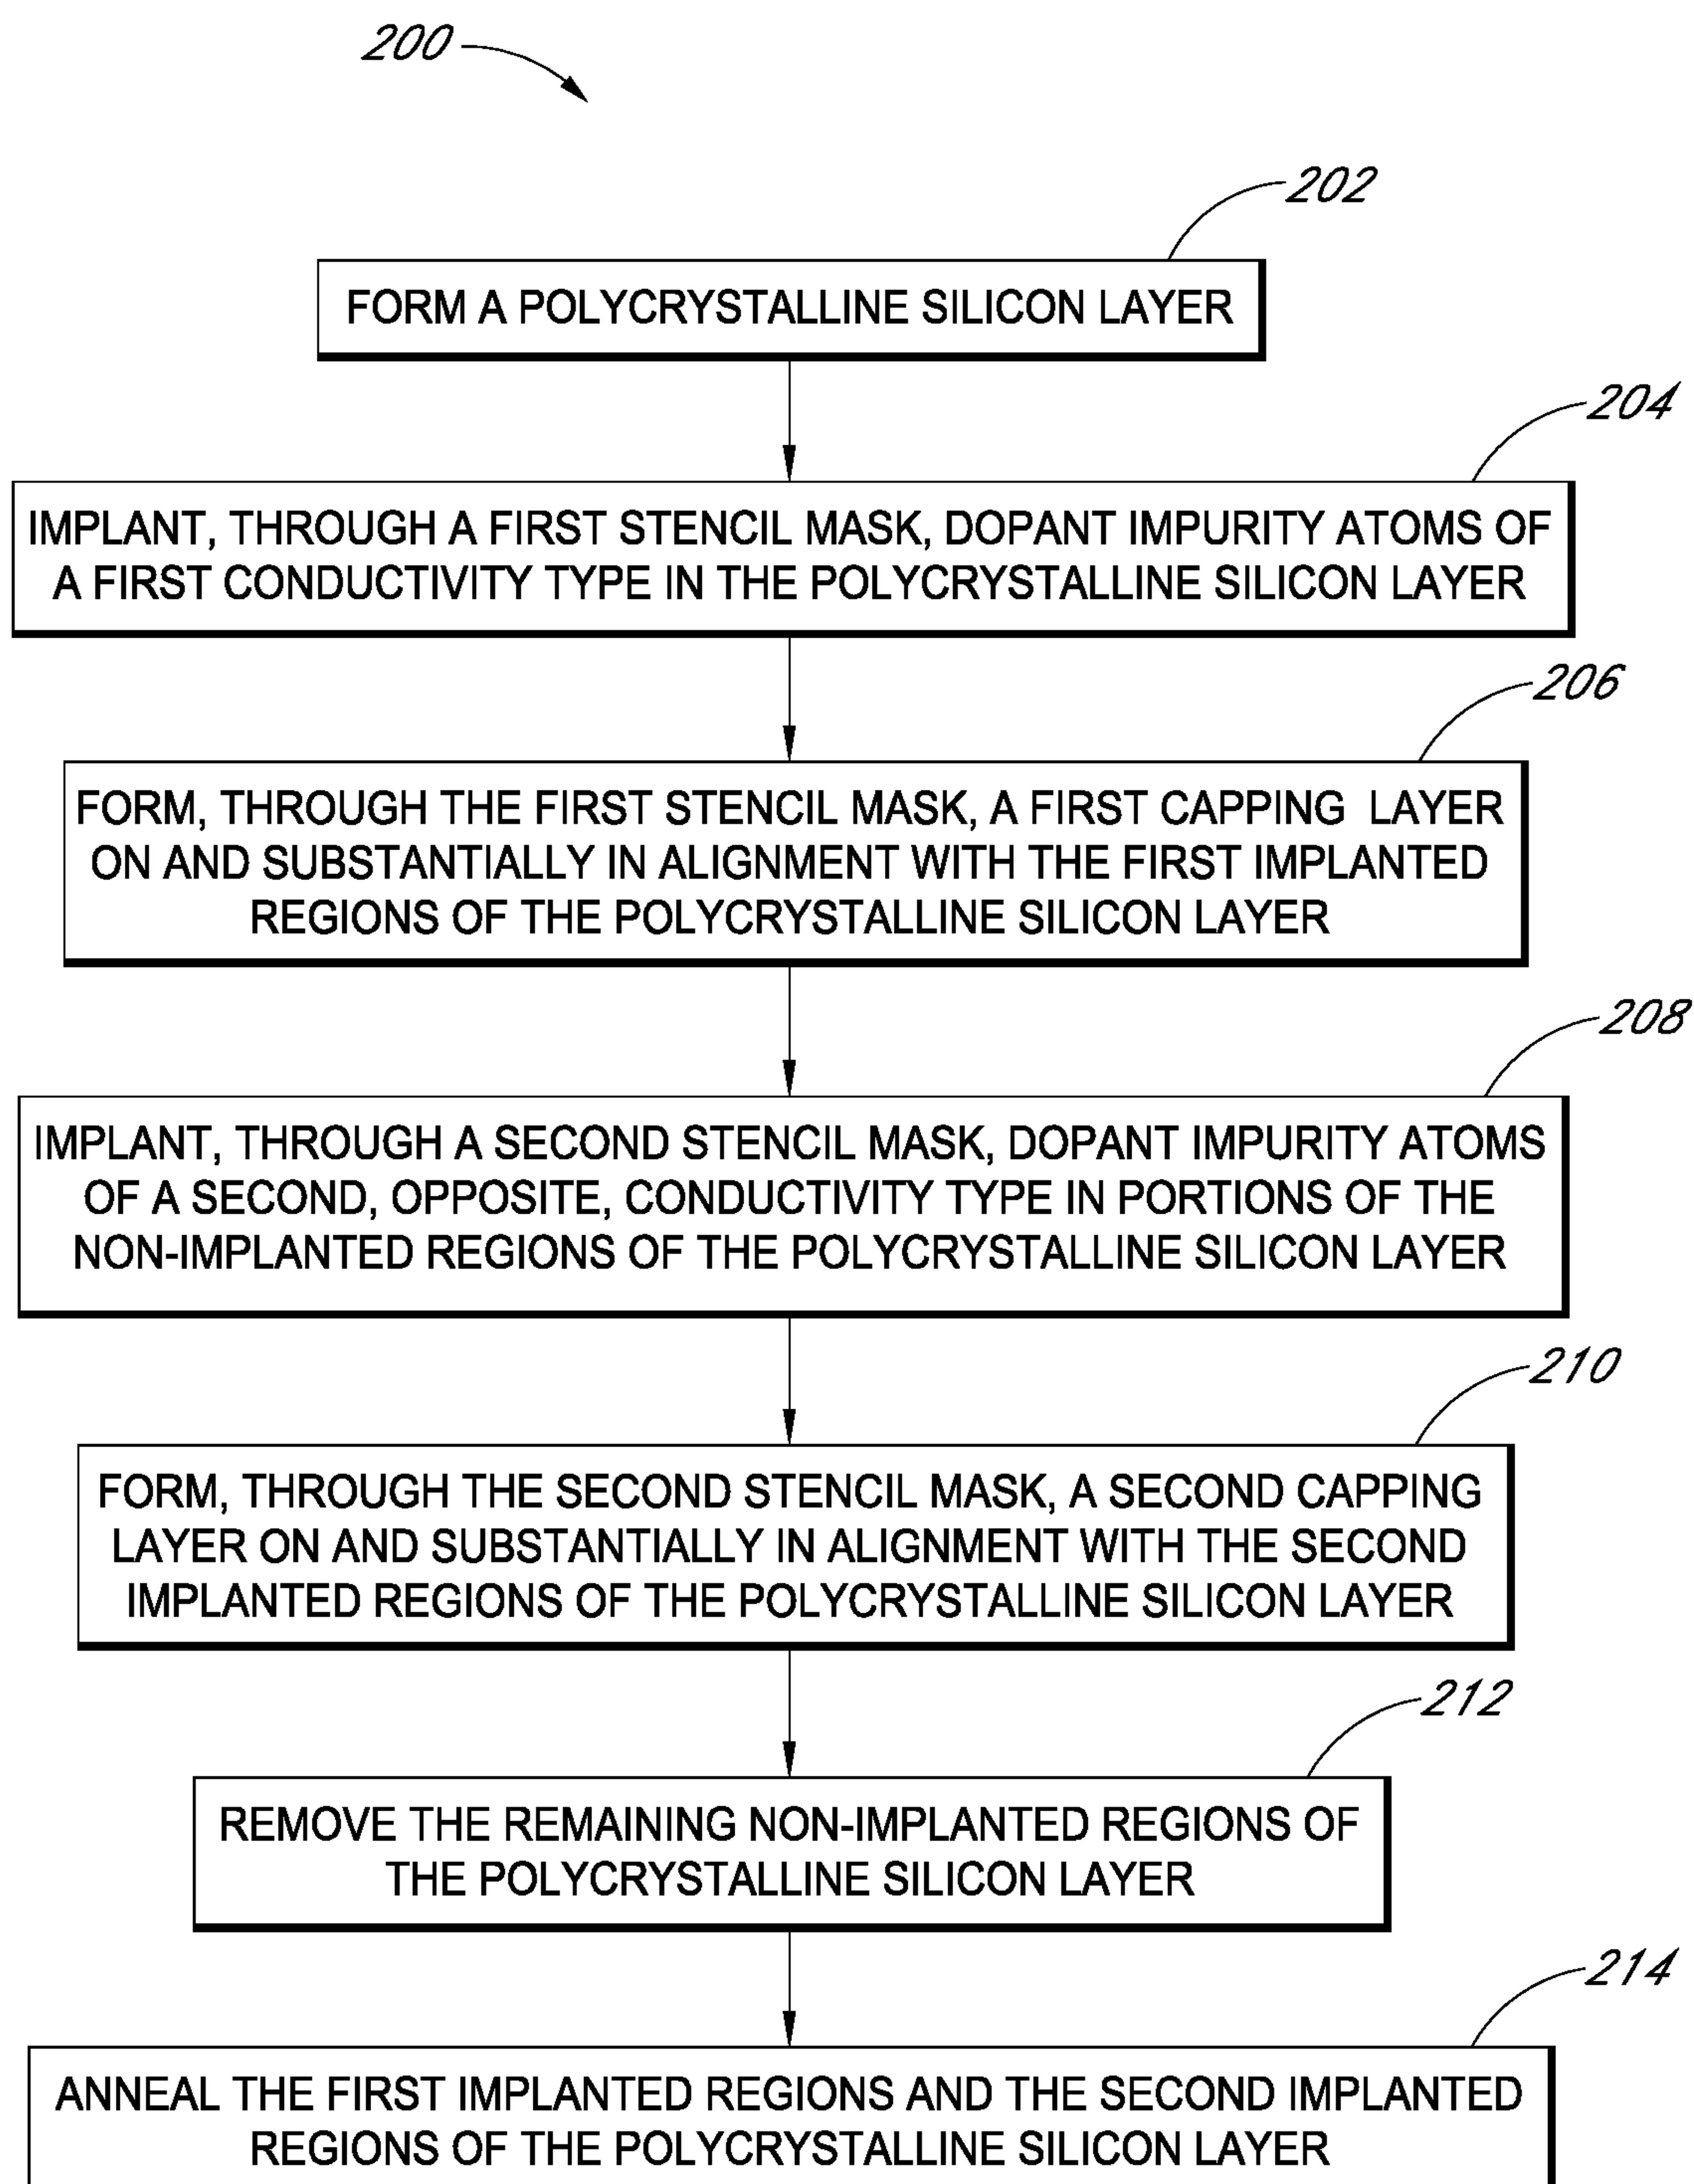 200
202
FORM A POLYCRYSTALLINE SILICON LAYER
204
IMPLANT, THROUGH A FIRST STENCIL MASK, DOPANT IMPURITY ATOMS OF
A FIRST CONDUCTIVITY TYPE IN THE POLYCRYSTALLINE SILICON LAYER
206
FORM, THROUGH THE FIRST STENCIL MASK, A FIRST CAPPING LAYER
ON AND SUBSTANTIALLY IN ALIGNMENT WITH THE FIRST IMPLANTED
REGIONS OF THE POLYCRYSTALLINE SILICON LAYER
208
IMPLANT, THROUGH A SECOND STENCIL MASK, DOPANT IMPURITY ATOMS
OF A SECOND, OPPOSITE, CONDUCTIVITY TYPE IN PORTIONS OF THE
NON-IMPLANTED REGIONS OF THE POLYCRYSTALLINE SILICON LAYER
210
FORM, THROUGH THE SECOND STENCIL MASK, A SECOND CAPPING
LAYER ON AND SUBSTANTIALLY IN ALIGNMENT WITH THE SECOND
IMPLANTED REGIONS OF THE POLYCRYSTALLINE SILICON LAYER
212
REMOVE THE REMAINING NON-IMPLANTED REGIONS OF
THE POLYCRYSTALLINE SILICON LAYER
214
ANNEAL THE FIRST IMPLANTED REGIONS AND THE SECOND IMPLANTED
REGIONS OF THE POLYCRYSTALLINE SILICON LAYER